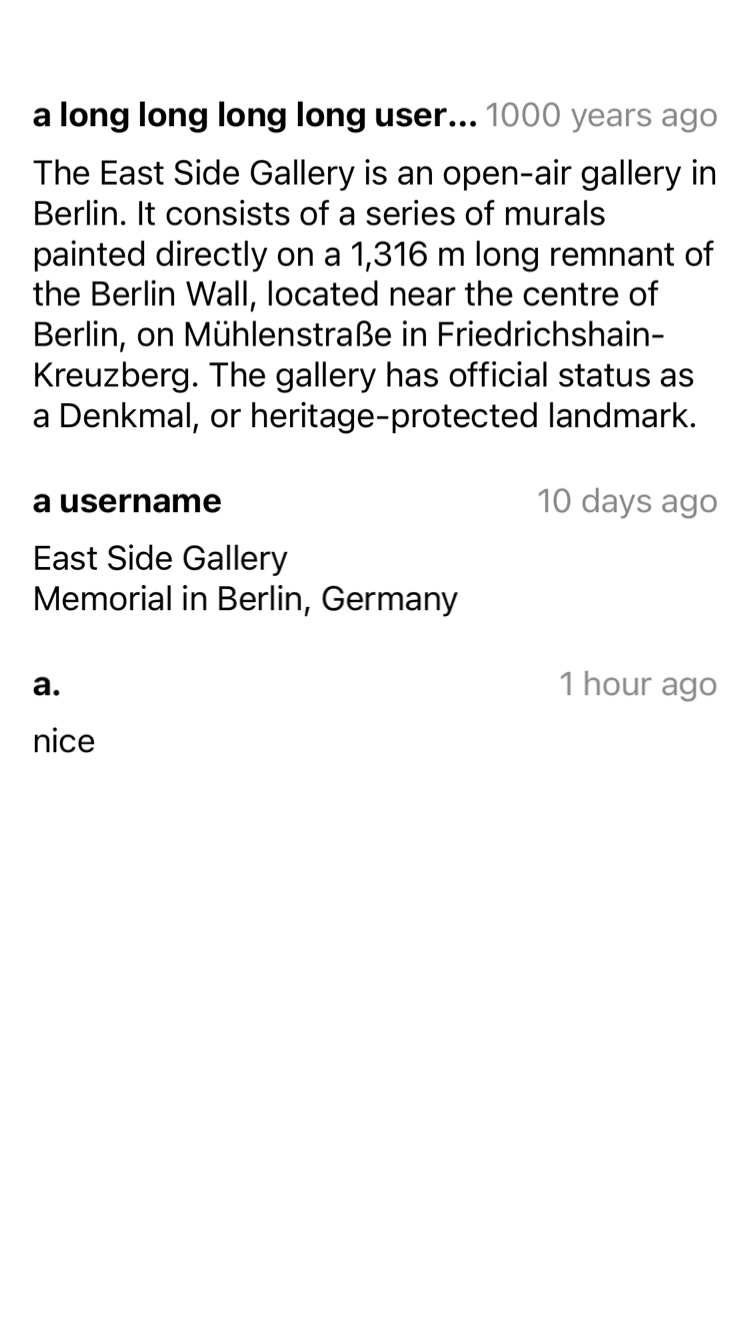 a long long long long user... 1000 years ago
The East Side Gallery is an open-air gallery in
Berlin. It consists of a series of murals
painted directly on a 1,316 m long remnant of
the Berlin Wall, located near the centre of
Berlin, on Mühlenstraße in Friedrichshain-
Kreuzberg. The gallery has official status as
a Denkmal, or heritage-protected landmark.
a username 10 days ago
East Side Gallery
Memorial in Berlin, Germany
a. 1 hour ago
nice